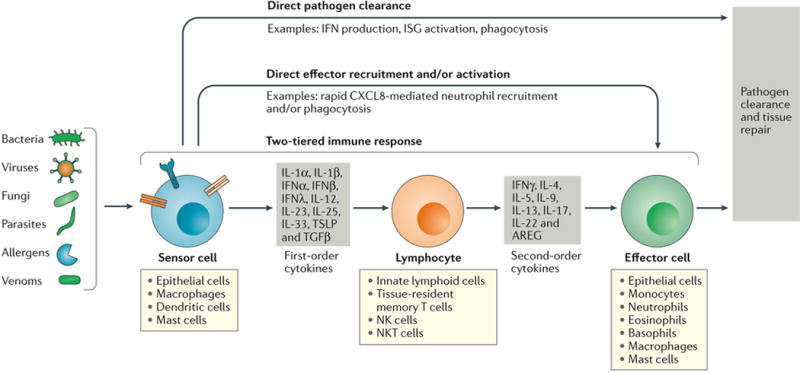 Direct pathogen clearance
Examples: IFN production, ISG activation, phagocytosis
Direct effector recruitment and/or activation
Examples: rapid CXCL8-mediated neutrophil recruitment
and/or phagocytosis
Pathogen
clearance
and tissue
repair
Two-tiered immune response
Bacteria
Viruses
Fungi
Parasites
Allergens
Venoms
IL-1α, IL-1β,
IFNα, IFNβ,
IFNλ, IL-12,
IL-23, IL-25,
IL-33, TSLP
and TGFβ
IFNγ, IL-4,
IL-5, IL-9,
IL-13, IL-17,
IL-22 and
AREG
Sensor cell
First-order
cytokines
Lymphocyte
Second-order
cytokines
Effector cell
• Epithelial cells
• Macrophages
• Dendritic cells
• Mast cells
• Innate lymphoid cells
• Tissue-resident
memory T cells
• NK cells
• NKT cells
• Epithelial cells
• Monocytes
• Neutrophils
• Eosinophils
• Basophils
• Macrophages
• Mast cells